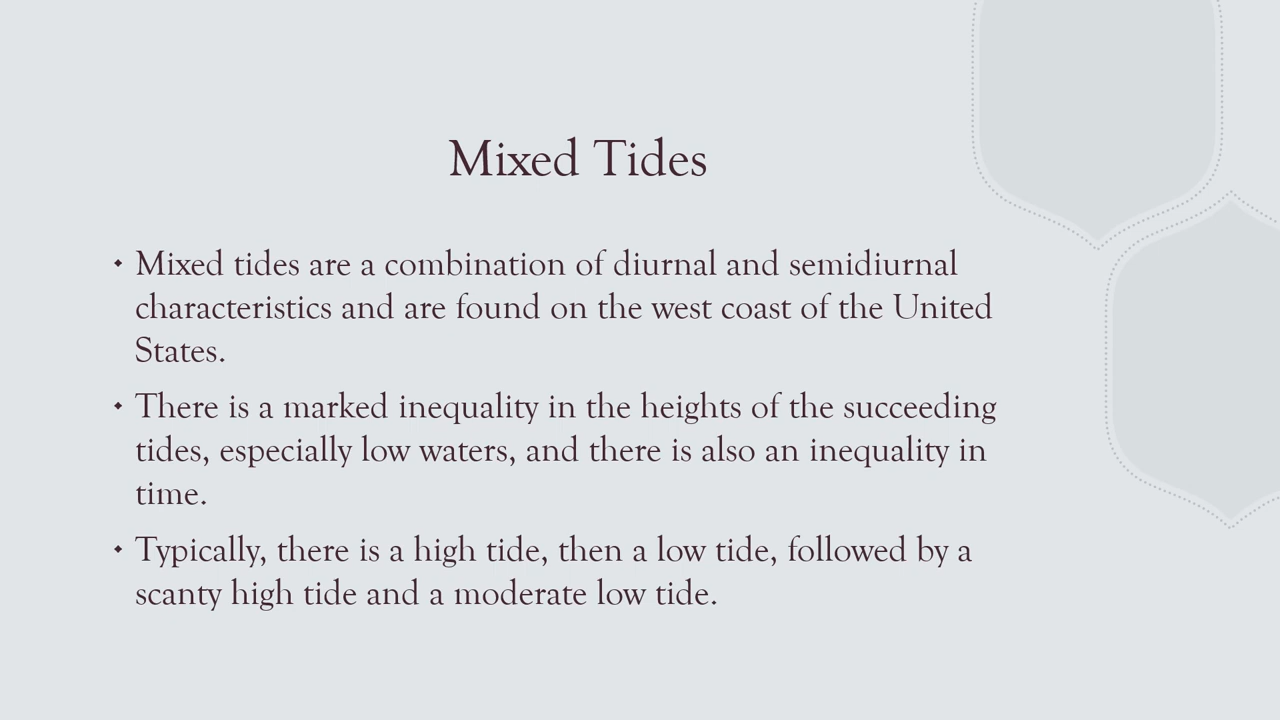 Mixed Tides
Mixed tides are a combination of diurnal and semidiurnal
characteristics and are found on the west coast of the United
States.
There is a marked inequality in the heights of the succeeding
tides, especially low waters, and there is also an inequality in
time.
Typically, there is a high tide, then a low tide, followed by a
scanty high tide and a moderate low tide.